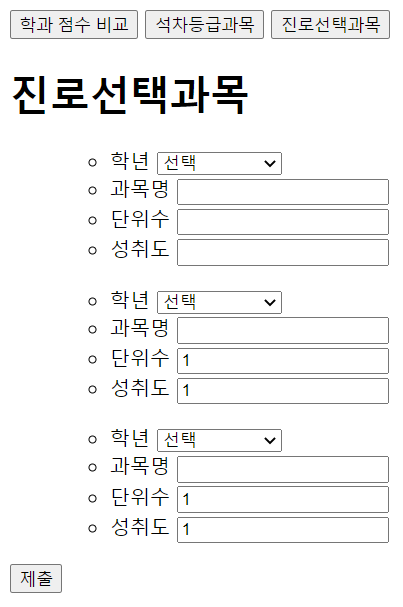 학과 점수 비교 석차등급과목 진로선택과목
진로선택과목
학년 선택
과목명
단위수
성취도
학년 선택
과목명
단위수 1
성취도 1
학년 선택
과목명
단위수 1
성취도 1
제출